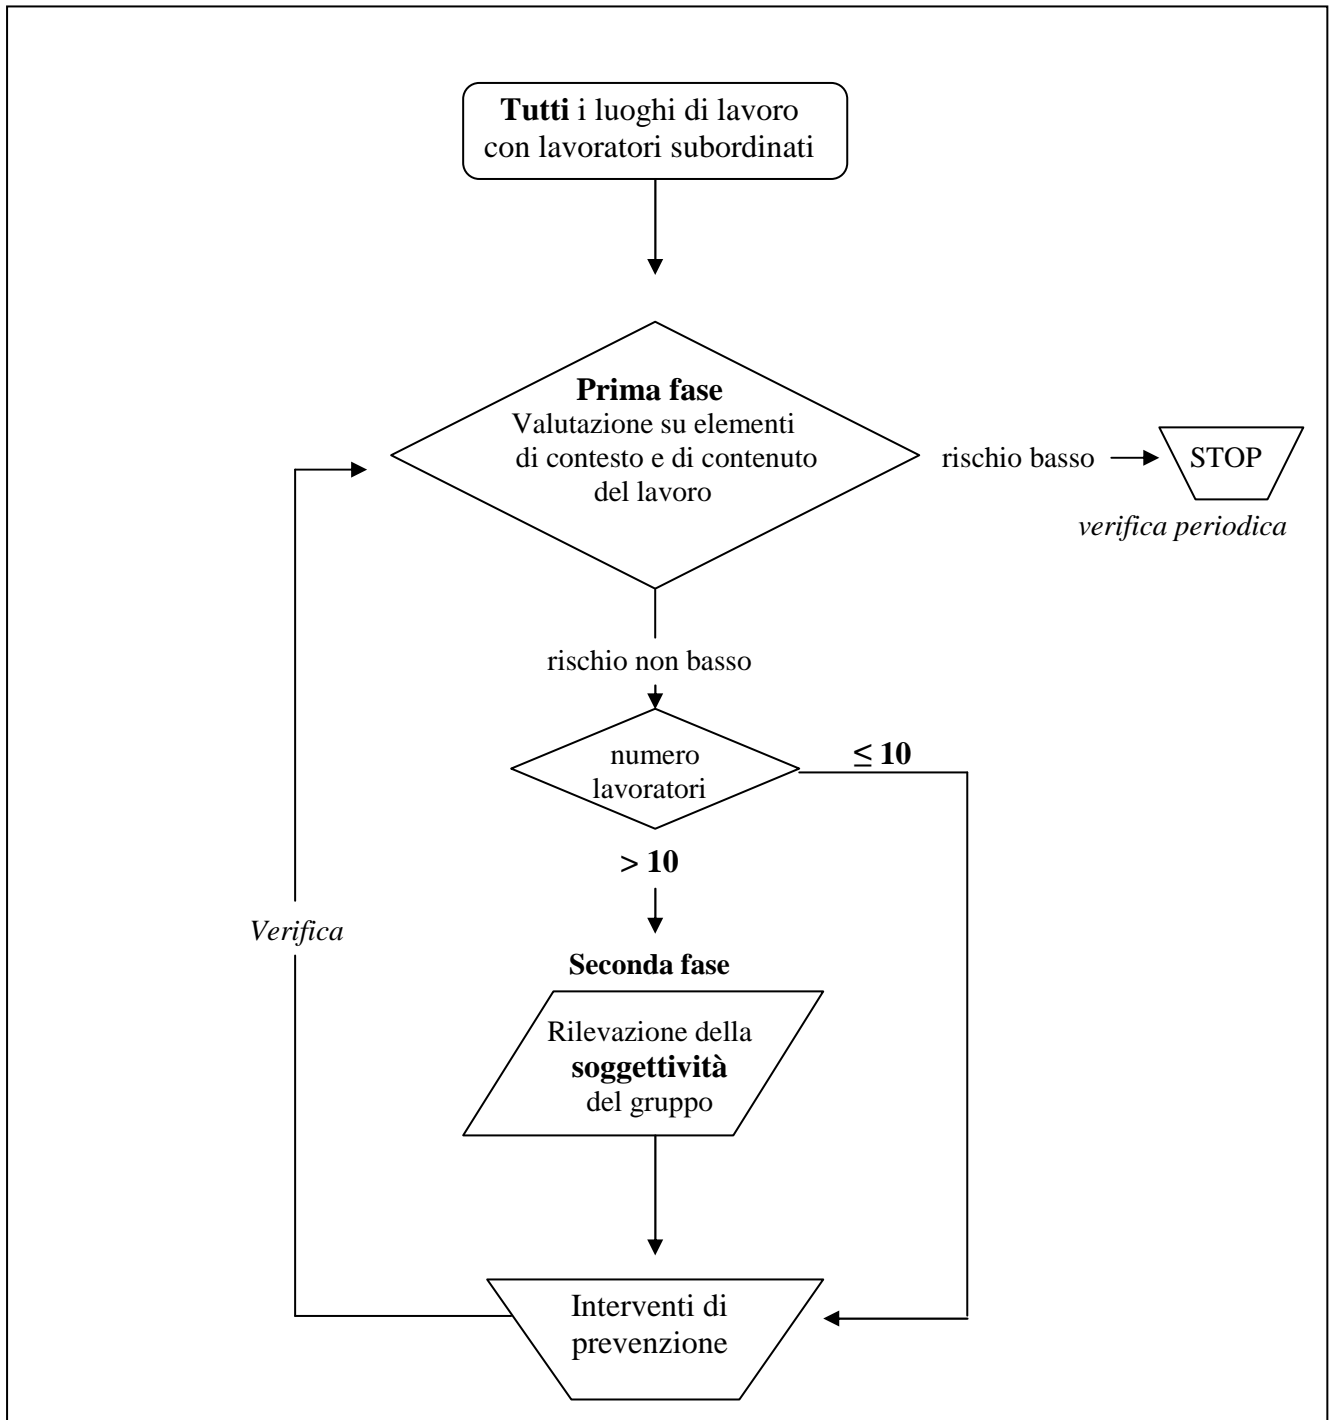 Tutti i luoghi di lavoro
con lavoratori subordinati
Prima fase
Valutazione su elementi
di contesto e di contenuto
del lavoro
rischio basso
STOP
verifica periodica
rischio non basso
numero
lavoratori
≤ 10
> 10
Verifica
Seconda fase
Rilevazione della
soggettività
del gruppo
Interventi di
prevenzione